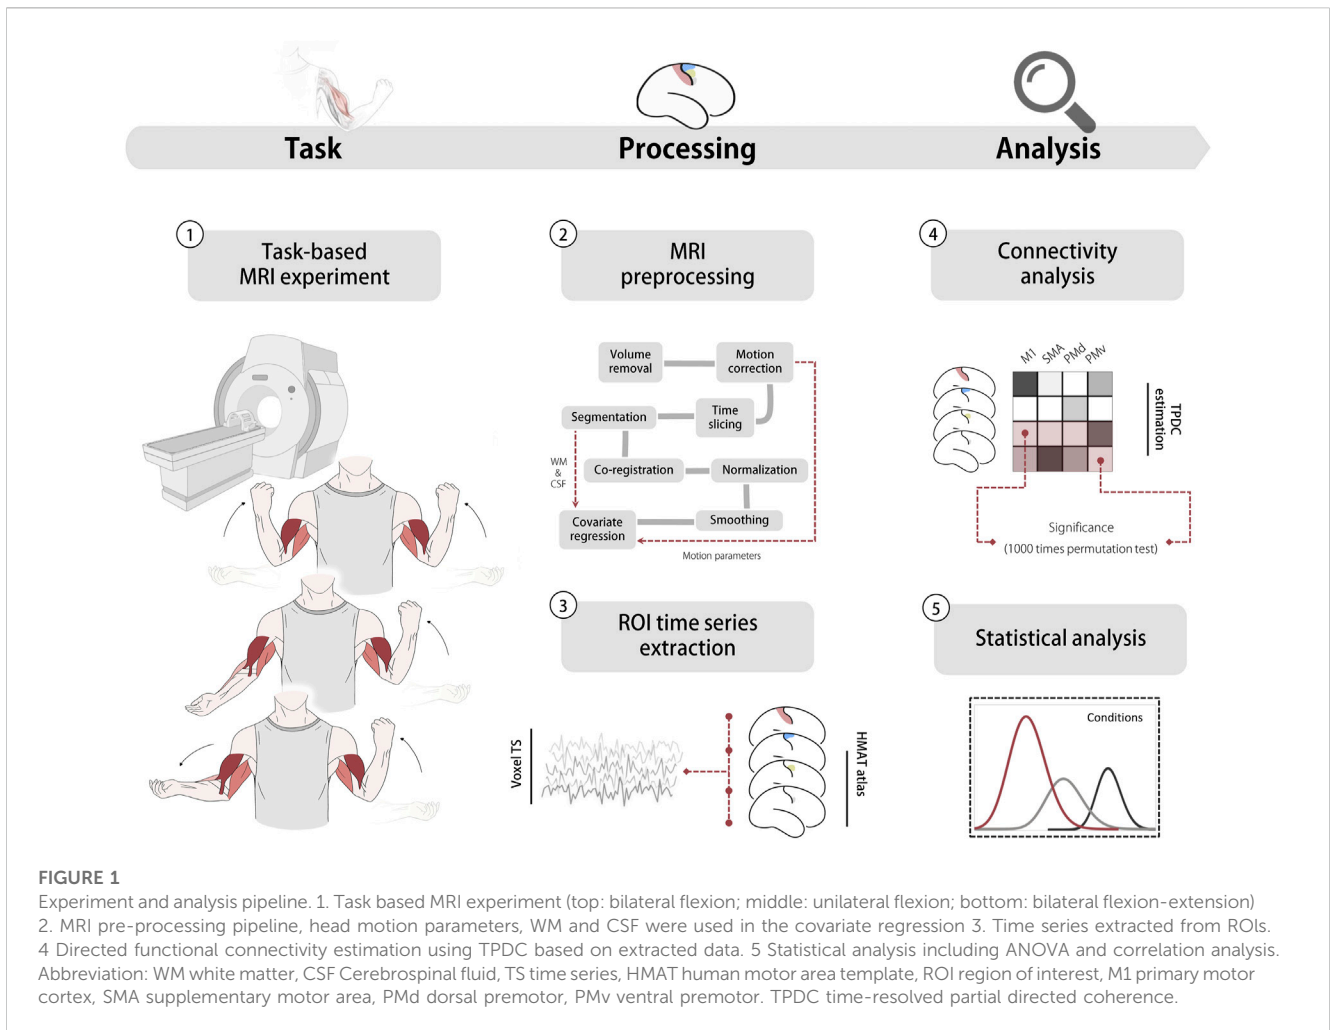 Task
Processing
Analysis
1
Task-based
MRI experiment
2
MRI
preprocessing
Volume
removal
Motion
correction
Segmentation
Time
slicing
WM
&
CSF
Co-registration
Normalization
Covariate
regression
Smoothing
Motion parameters
3
ROI time series
extraction
Voxel TS
HMAT atlas
4
Connectivity
analysis
M1
SMA
PMd
PMv
TPDC
estimation
Significance
(1000 times permutation test)
5
Statistical analysis
Conditions
FIGURE 1
Experiment and analysis pipeline. 1. Task based MRI experiment (top: bilateral flexion; middle: unilateral flexion; bottom: bilateral flexion-extension)
2. MRI pre-processing pipeline, head motion parameters, WM and CSF were used in the covariate regression 3. Time series extracted from ROIs.
4 Directed functional connectivity estimation using TPDC based on extracted data. 5 Statistical analysis including ANOVA and correlation analysis.
Abbreviation: WM white matter, CSF Cerebrospinal fluid, TS time series, HMAT human motor area template, ROI region of interest, M1 primary motor
cortex, SMA supplementary motor area, PMd dorsal premotor, PMv ventral premotor. TPDC time-resolved partial directed coherence.